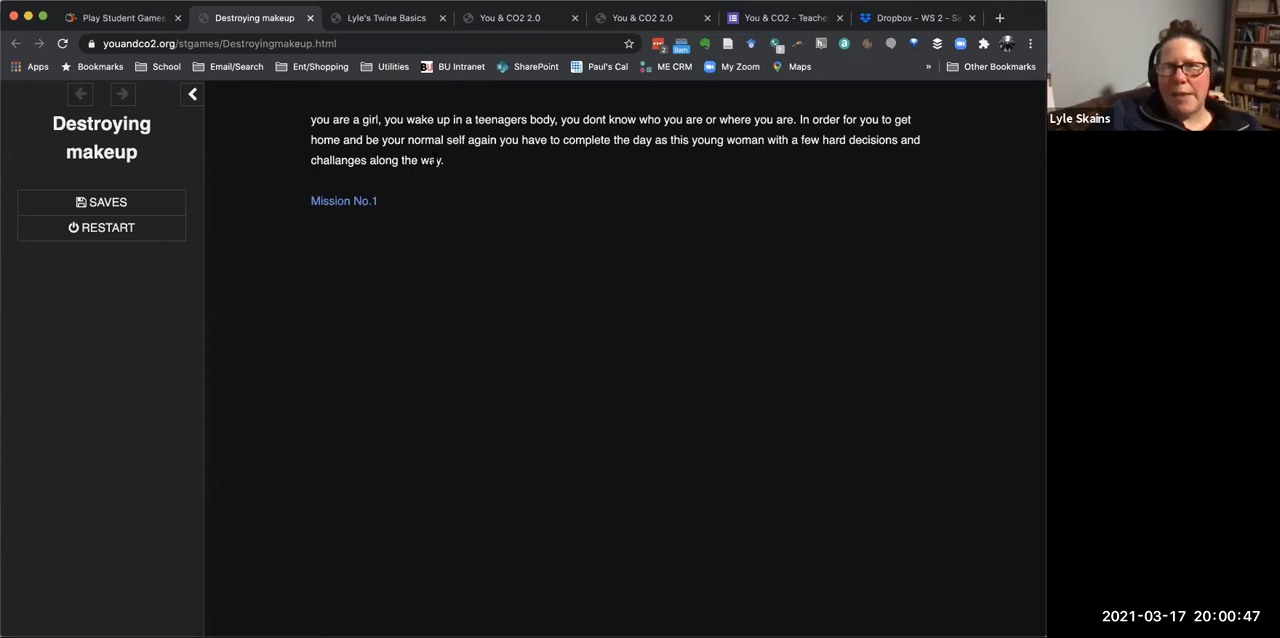 Play Student Games
Destroying makeup
Lyle's Twine Basics
You & CO2 2.0
You & CO2 2.0
You & CO2 - Teache
Dropbox - WS 2 - Si
youandco2.org/stgames/Destroyingmakeup.html
Apps
Bookmarks
School
Email/Search
Ent/Shopping
Utilities
BU Intranet
SharePoint
Paul's Cal
ME CRM
My Zoom
Maps
»
Other Bookmarks
Destroying
makeup
SAVES
RESTART
you are a girl, you wake up in a teenagers body, you dont know who you are or where you are. In order for you to get
home and be your normal self again you have to complete the day as this young woman with a few hard decisions and
challanges along the way.
Mission No.1
Lyle Skains
2021-03-17 20:00:47